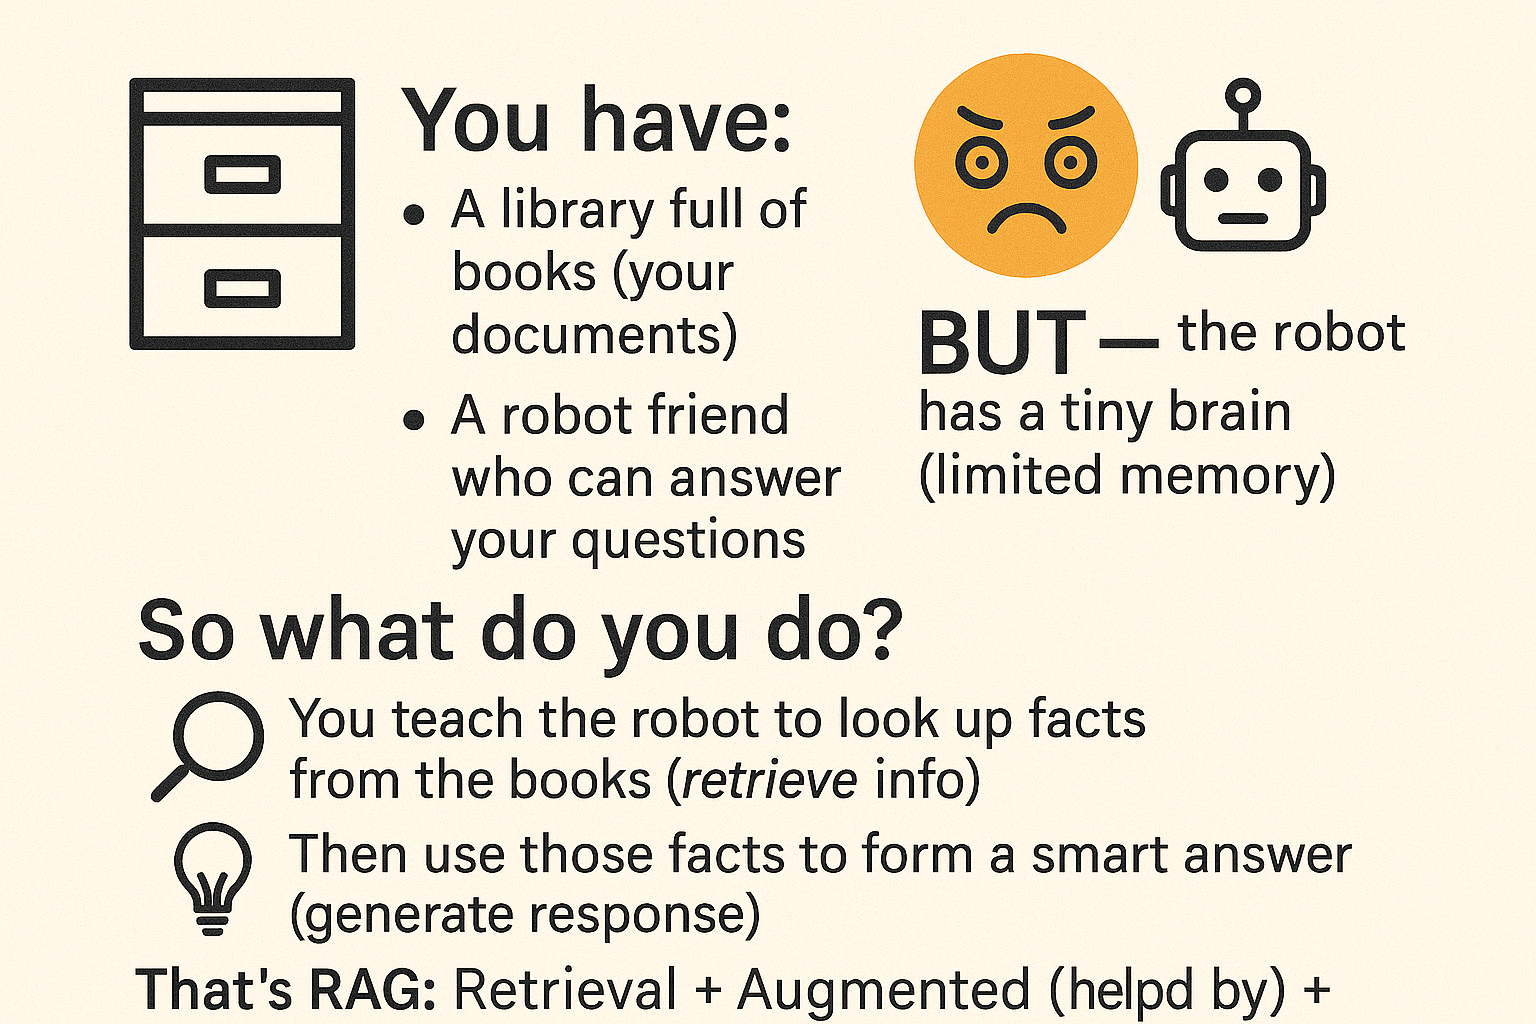 You have:
• A library full of
books (your
documents)
• A robot friend
who can answer
your questions
BUT — the robot
has a tiny brain
(limited memory)
So what do you do?
You teach the robot to look up facts
from the books (retrieve info)
Then use those facts to form a smart answer
(generate response)
That's RAG: Retrieval + Augmented (helpd by) +